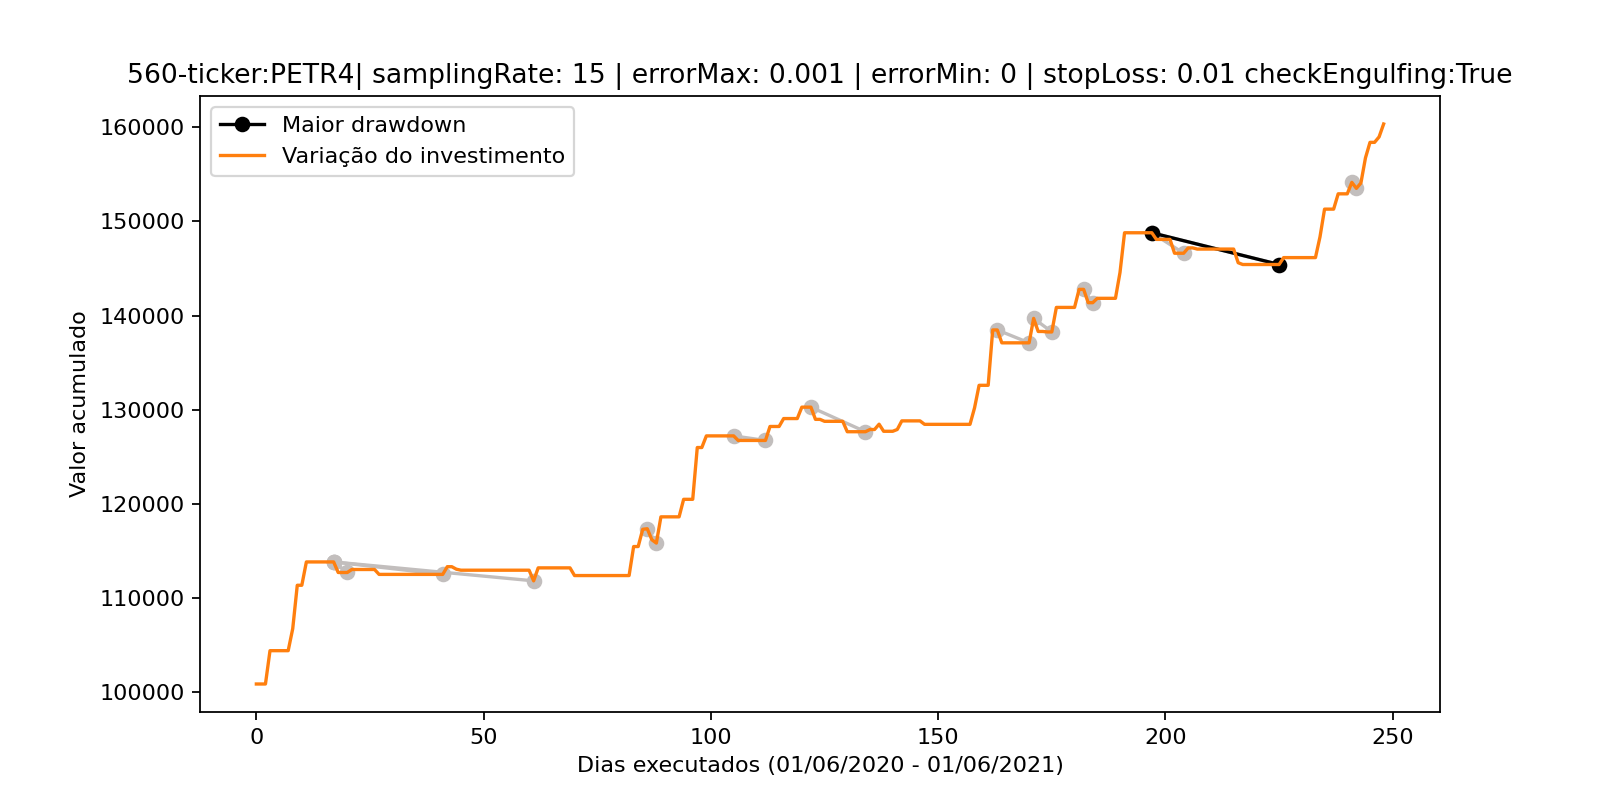 560-ticker:PETR4| samplingRate: 15 | errorMax: 0.001 | errorMin: 0 | stopLoss: 0.01 checkEngulfing:True
Maior drawdown
Variação do investimento
160000
150000
140000
130000
120000
110000
100000
Valor acumulado
0 50 100 150 200 250
Dias executados (01/06/2020 - 01/06/2021)